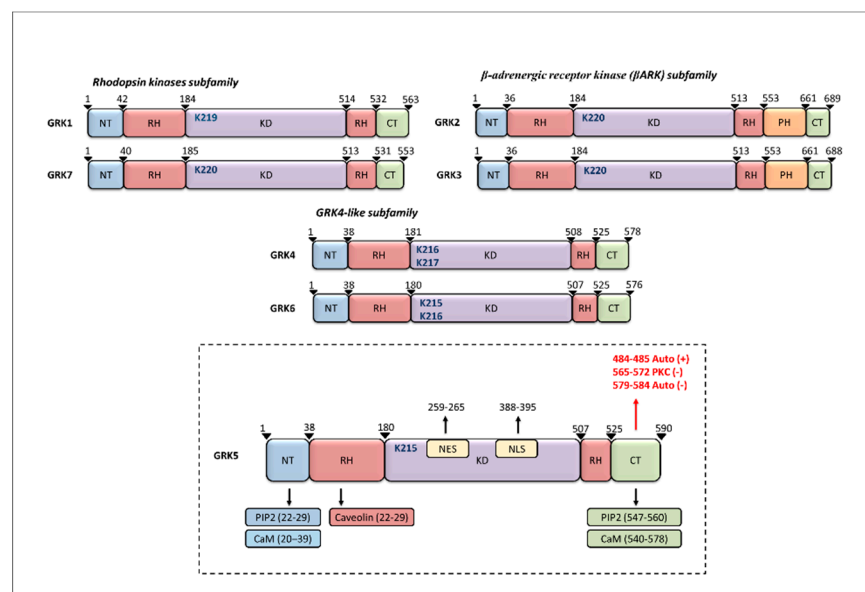 Rhodopsin kinases subfamily
1 42 184 514 532 563
GRK1 NT RH K219 KD RH CT
1 40 185 513 531 553
GRK7 NT RH K220 KD RH CT
β-adrenergic receptor kinase (βARK) subfamily
1 36 184 513 553 661 689
GRK2 NT RH K220 KD RH PH CT
1 36 184 513 553 661 688
GRK3 NT RH K220 KD RH PH CT
GRK4-like subfamily
1 38 181 508 525 578
GRK4 NT RH K216 KD RH CT
K217
1 38 180 507 525 576
GRK6 NT RH K215 KD RH CT
K216
484-485 Auto (+)
565-572 PKC (-)
579-584 Auto (-)
259-265 388-395
1 38 180 507 525 590
GRK5 NT RH K215 NES KD NLS RH CT
PIP2 (22-29) Caveolin (22-29) PIP2 (547-560)
CaM (20–39) CaM (540-578)